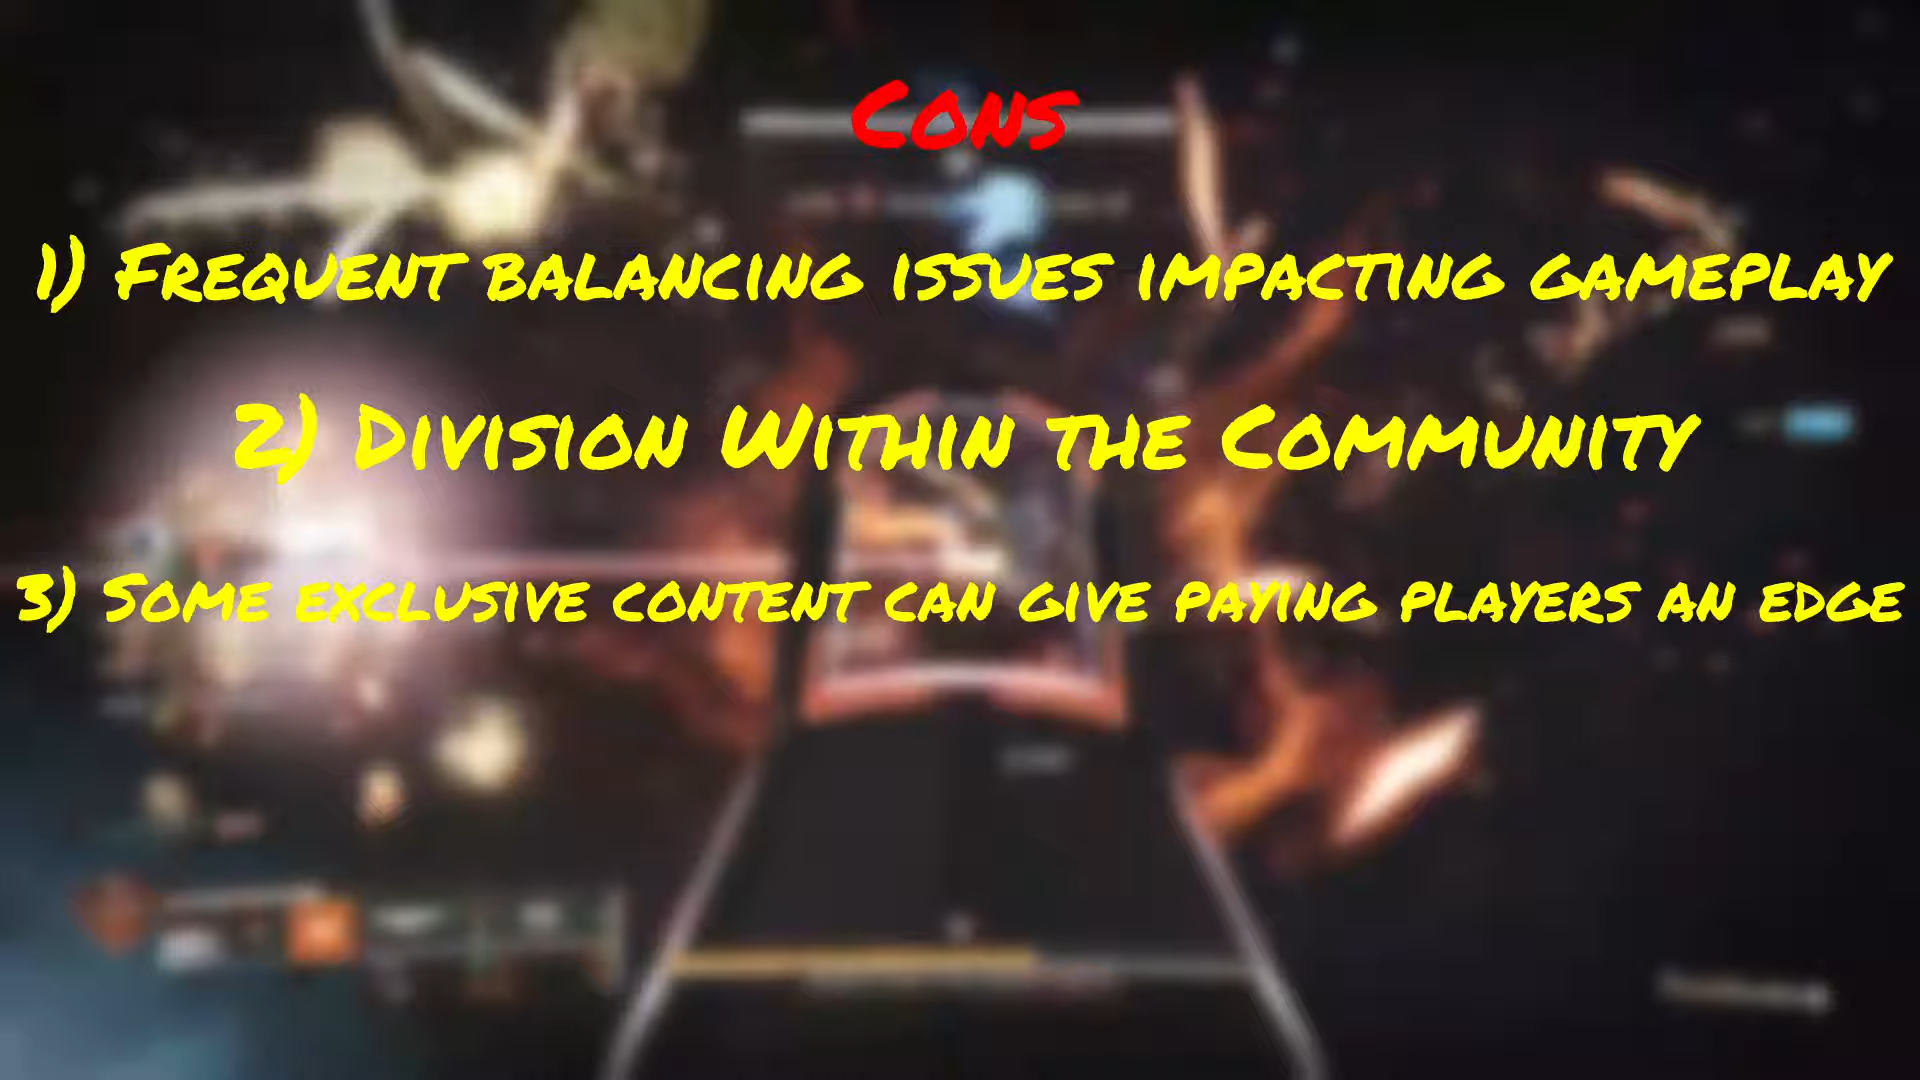 Cons
1) Frequent balancing issues impacting gameplay
2) Division Within the Community
3) Some exclusive content can give paying players an edge